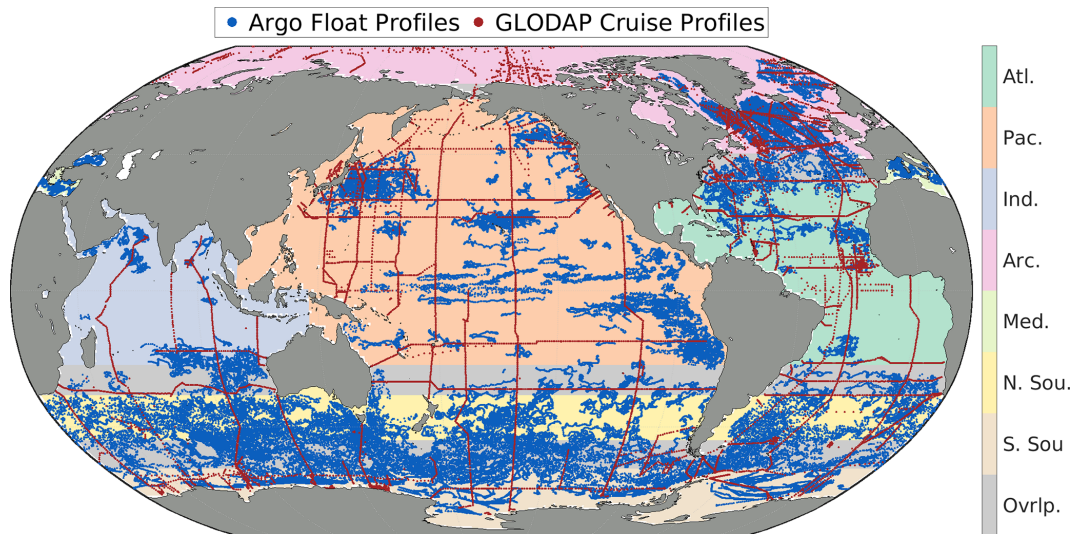 Argo Float Profiles GLODAP Cruise Profiles
Atl.
Pac.
Ind.
Arc.
Med.
N. Sou.
S. Sou
Ovrlp.